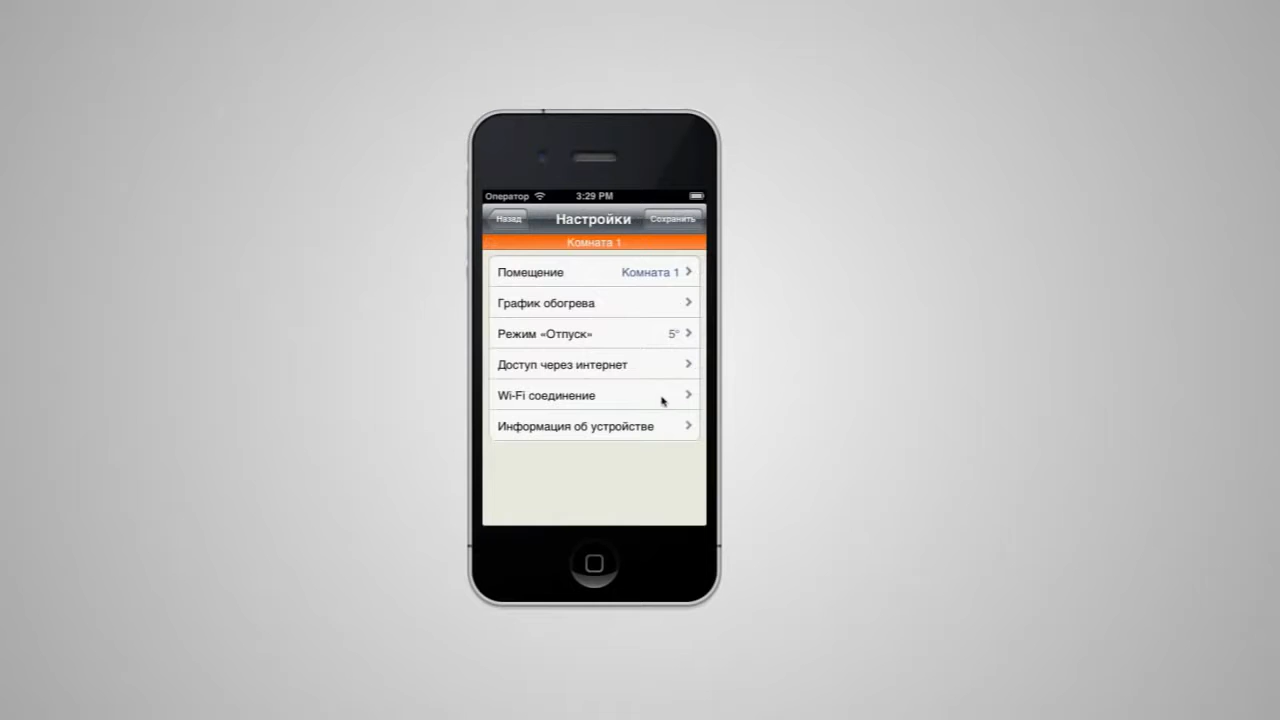 Оператор 3:29 PM
Назад Настройки Сохранить
Комната 1
Помещение Комната 1
График обогрева
Режим «Отпуск» 5°
Доступ через интернет
Wi-Fi соединение
Информация об устройстве